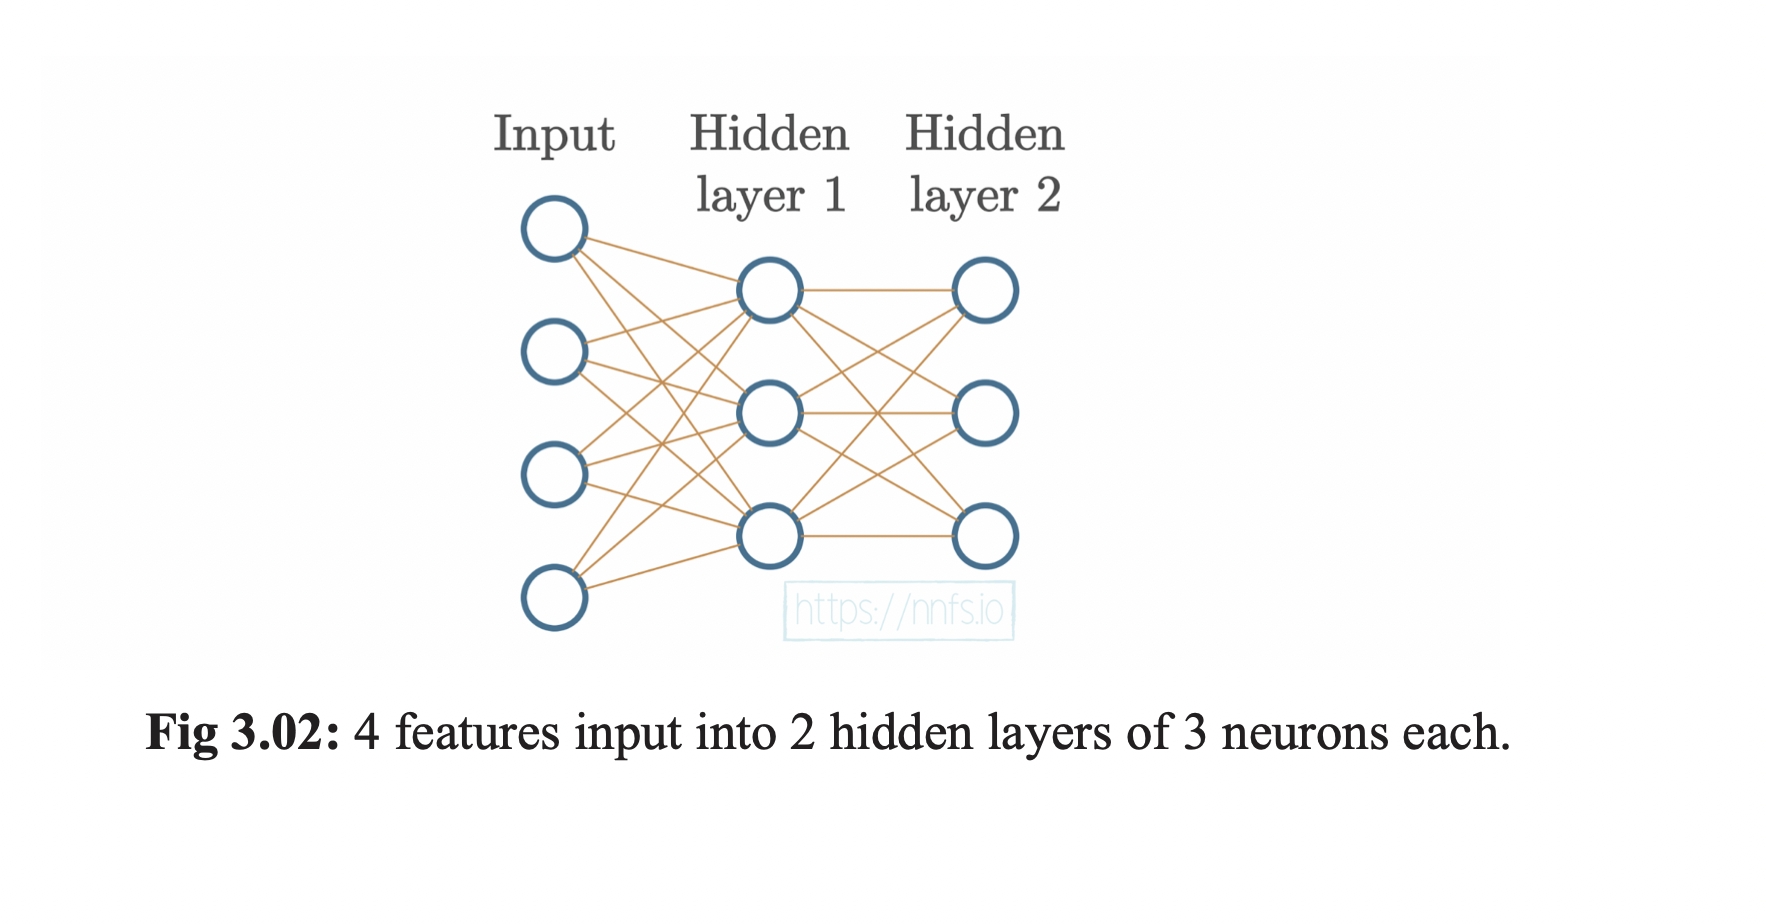 Input
Hidden layer 1
Hidden layer 2
https://nnfs.io
Fig 3.02: 4 features input into 2 hidden layers of 3 neurons each.